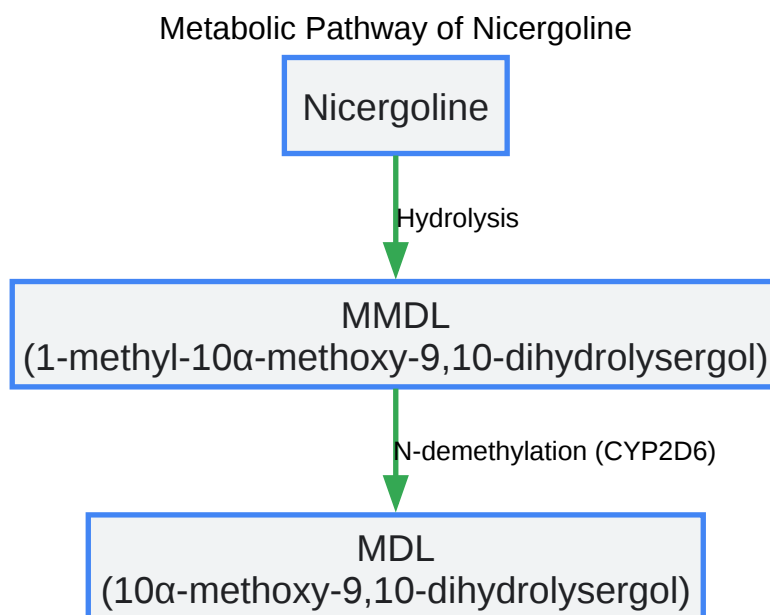 Metabolic Pathway of Nicergoline
Nicergoline
Hydrolysis
MMDL
(1-methyl-10α-methoxy-9,10-dihydrolysergol)
N-demethylation (CYP2D6)
MDL
(10α-methoxy-9,10-dihydrolysergol)